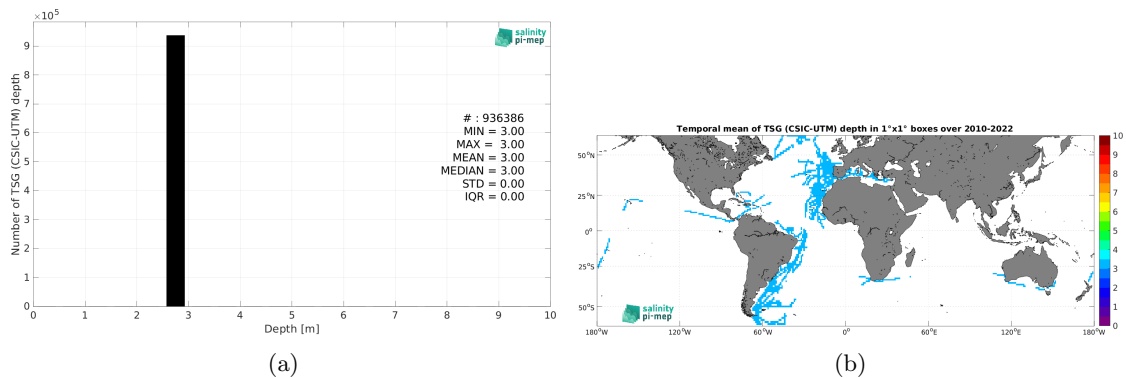 ×10⁵
9
8
7
6
5
4
3
2
1
0
Number of TSG (CSIC-UTM) depth
salinity
pi-mep
# : 936386
MIN = 3.00
MAX = 3.00
MEAN = 3.00
MEDIAN = 3.00
STD = 0.00
IQR = 0.00
0 1 2 3 4 5 6 7 8 9 10
Depth [m]
(a)
Temporal mean of TSG (CSIC-UTM) depth in 1°x1° boxes over 2010-2022
50°N
25°N
0°
25°S
50°S
salinity
pi-mep
180°W 120°W 60°W 0° 60°E 120°E 180°E
10
9
8
7
6
5
4
3
2
1
0
(b)